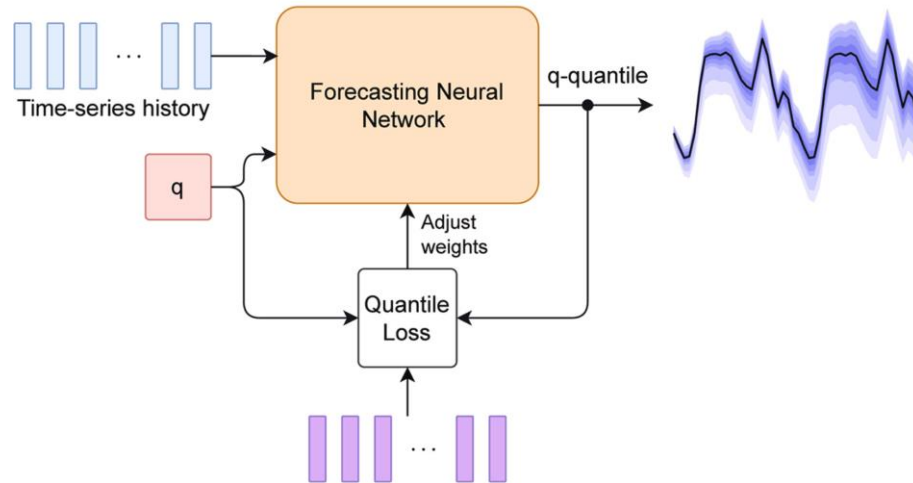 Time-series history
Forecasting Neural
Network
q-quantile
q
Adjust
weights
Quantile
Loss